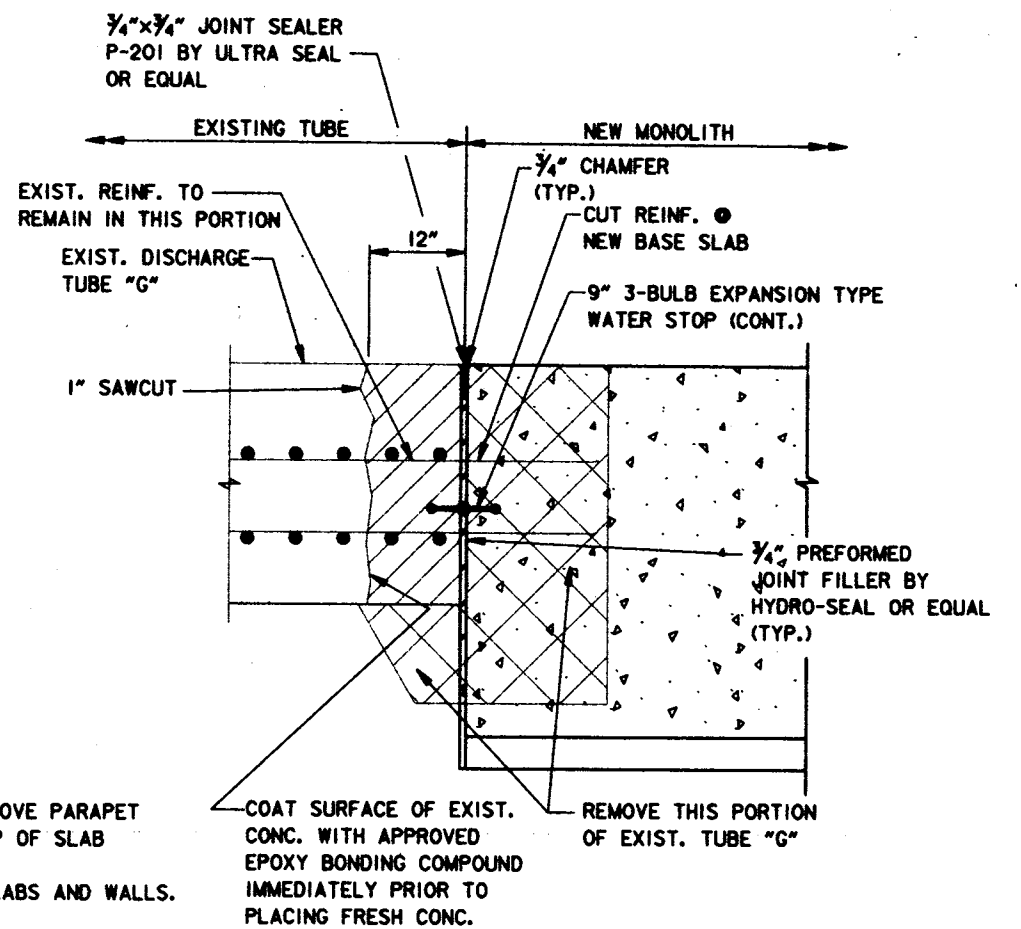 ¾"×¾" JOINT SEALER
P-201 BY ULTRA SEAL
OR EQUAL
EXISTING TUBE
NEW MONOLITH
¾" CHAMFER
(TYP.)
EXIST. REINF. TO
REMAIN IN THIS PORTION
12"
CUT REINF. @
NEW BASE SLAB
EXIST. DISCHARGE
TUBE "G"
9" 3-BULB EXPANSION TYPE
WATER STOP (CONT.)
1" SAWCUT
¾" PREFORMED
JOINT FILLER BY
HYDRO-SEAL OR EQUAL
(TYP.)
OVE PARAPET
P OF SLAB
ABS AND WALLS.
COAT SURFACE OF EXIST.
CONC. WITH APPROVED
EPOXY BONDING COMPOUND
IMMEDIATELY PRIOR TO
PLACING FRESH CONC.
REMOVE THIS PORTION
OF EXIST. TUBE "G"